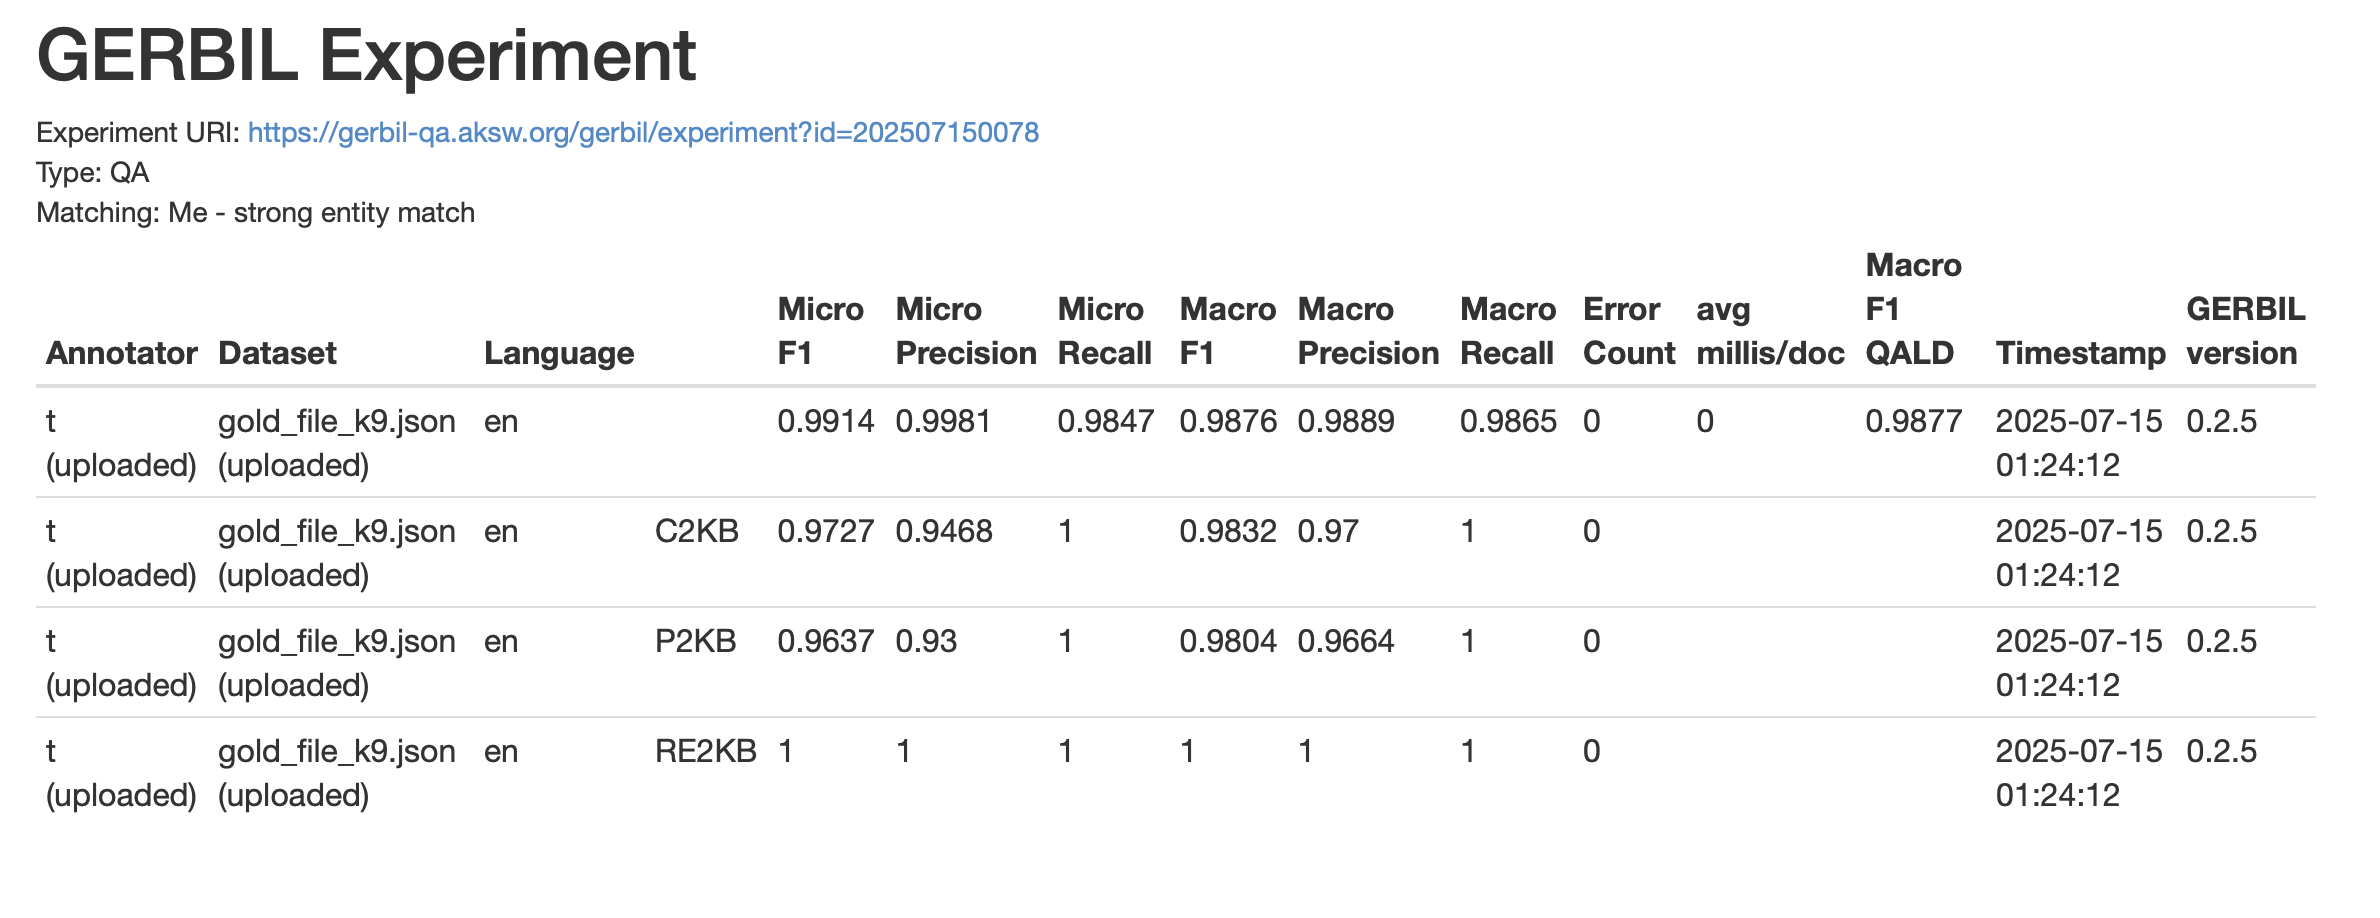 GERBIL Experiment
Experiment URI: https://gerbil-qa.aksw.org/gerbil/experiment?id=202507150078
Type: QA
Matching: Me - strong entity match
Annotator Dataset Language Micro F1 Micro Precision Micro Recall Macro F1 Macro Precision Macro Recall Error Count avg millis/doc Macro F1 QALD Timestamp GERBIL version
t (uploaded) gold_file_k9.json (uploaded) en 0.9914 0.9981 0.9847 0.9876 0.9889 0.9865 0 0 0.9877 2025-07-15 01:24:12 0.2.5
t (uploaded) gold_file_k9.json (uploaded) en C2KB 0.9727 0.9468 1 0.9832 0.97 1 0 2025-07-15 01:24:12 0.2.5
t (uploaded) gold_file_k9.json (uploaded) en P2KB 0.9637 0.93 1 0.9804 0.9664 1 0 2025-07-15 01:24:12 0.2.5
t (uploaded) gold_file_k9.json (uploaded) en RE2KB 1 1 1 1 1 1 0 2025-07-15 01:24:12 0.2.5